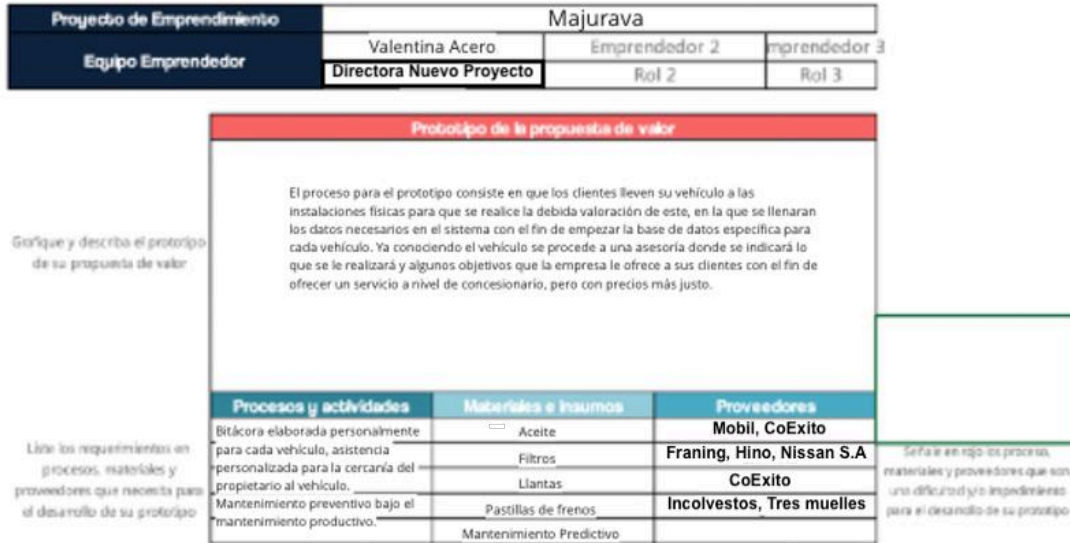 Proyecto de Emprendimiento
Majurava
Equipo Emprendedor
Valentina Acero
Emprendedor 2
mprendedor 3
Directora Nuevo Proyecto
Rol 2
Rol 3
Prototipo de la propuesta de valor
Grafique y describa el prototipo
de su propuesta de valor
El proceso para el prototipo consiste en que los clientes lleven su vehículo a las
instalaciones físicas para que se realice la debida valoración de este, en la que se llenaran
los datos necesarios en el sistema con el fin de empezar la base de datos específica para
cada vehículo. Ya conociendo el vehículo se procede a una asesoría donde se indicará lo
que se le realizará y algunos objetivos que la empresa le ofrece a sus clientes con el fin de
ofrecer un servicio a nivel de concesionario, pero con precios más justo.
Procesos y actividades
Materiales e Insumos
Proveedores
Liste los requerimientos en
procesos, materiales y
proveedores que necesita para
el desarrollo de su prototipo
Bitácora elaborada personalmente
para cada vehículo, asistencia
personalizada para la cercanía del
propietario al vehículo.
Mantenimiento preventivo bajo el
mantenimiento productivo.
Aceite
Mobil, CoExito
Filtros
Franing, Hino, Nissan S.A
Llantas
CoExito
Pastillas de frenos
Incolvestos, Tres muelles
Mantenimiento Predictivo
Señale en rojo los proceso,
materiales y proveedores que son
una dificultad y/o impedimiento
para el desarrollo de su prototipo